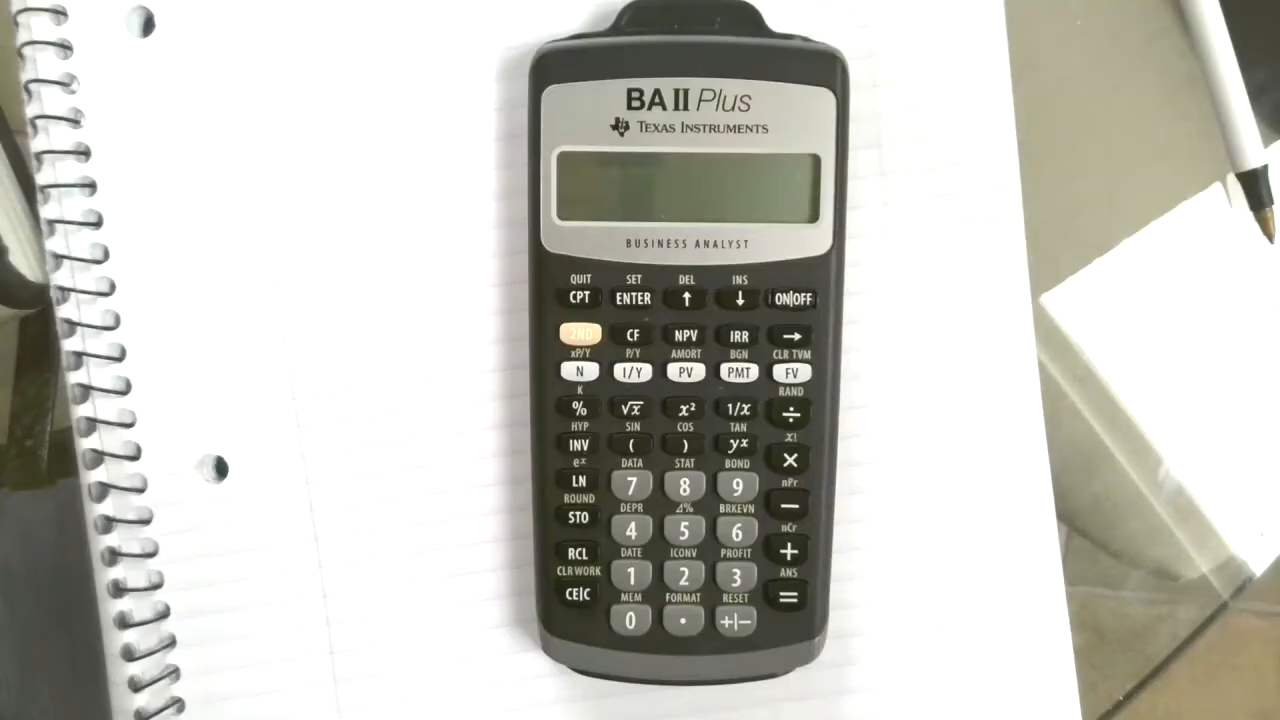 BA II Plus
TEXAS INSTRUMENTS
BUSINESS ANALYST
QUIT SET DEL INS
CPT ENTER ↑ ↓ ON|OFF
2ND CF NPV IRR →
xP/Y P/Y AMORT BGN CLR TVM
N I/Y PV PMT FV
K RAND
% √x x² 1/x ÷
HYP SIN COS TAN x!
INV ( ) yˣ ×
eˣ DATA STAT BOND nPr
LN 7 8 9 −
ROUND DEPR Δ% BRKEVN nCr
STO 4 5 6 +
DATE ICONV PROFIT
RCL 1 2 3 =
CLR WORK MEM FORMAT RESET ANS
CE|C 0 . +|−